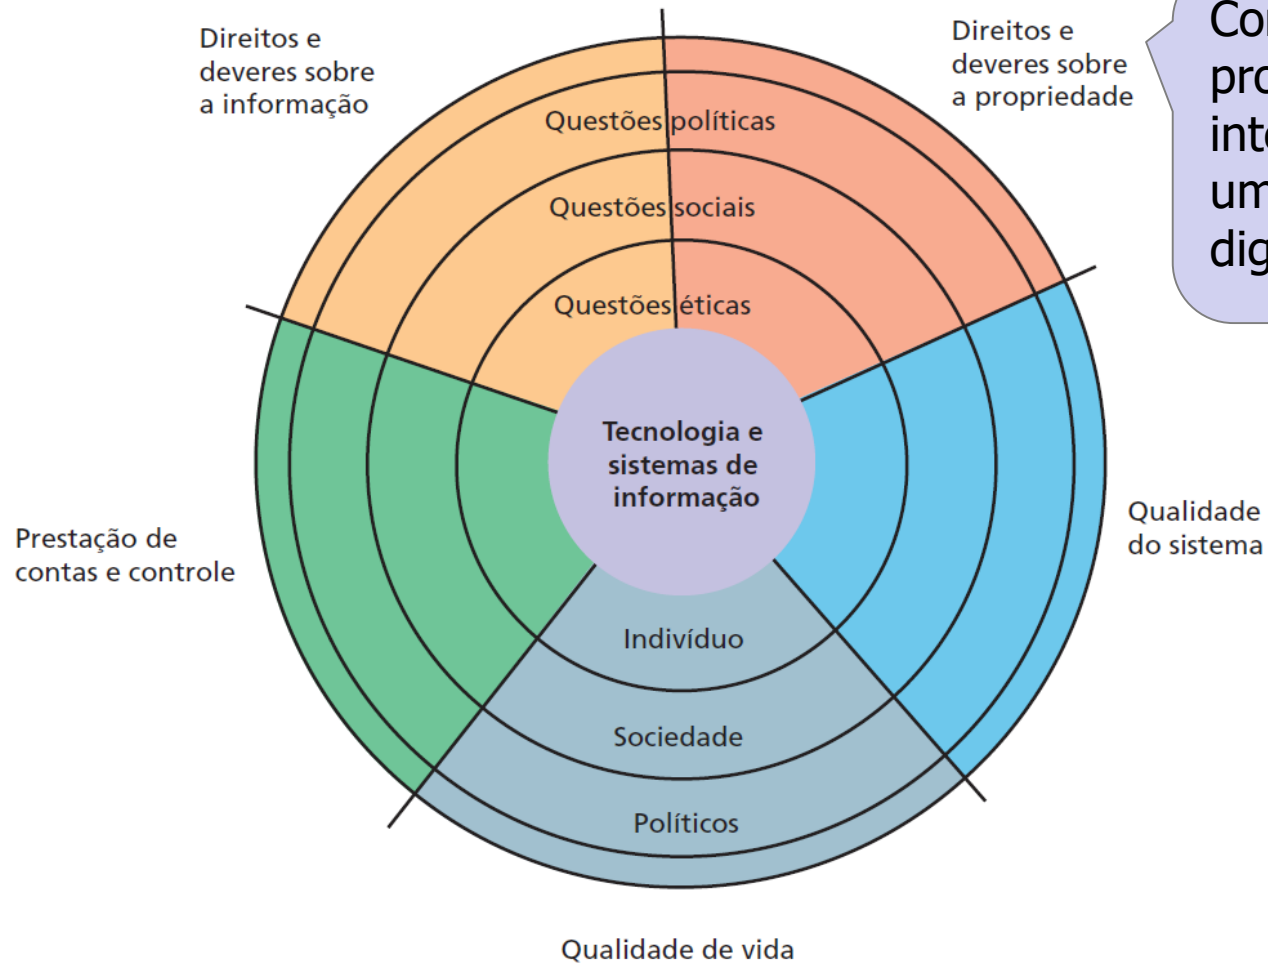 Direitos e
deveres sobre
a informação
Direitos e
deveres sobre
a propriedade
Questões políticas
Questões sociais
Questões éticas
Tecnologia e
sistemas de
informação
Prestação de
contas e controle
Qualidade
do sistema
Indivíduo
Sociedade
Políticos
Qualidade de vida